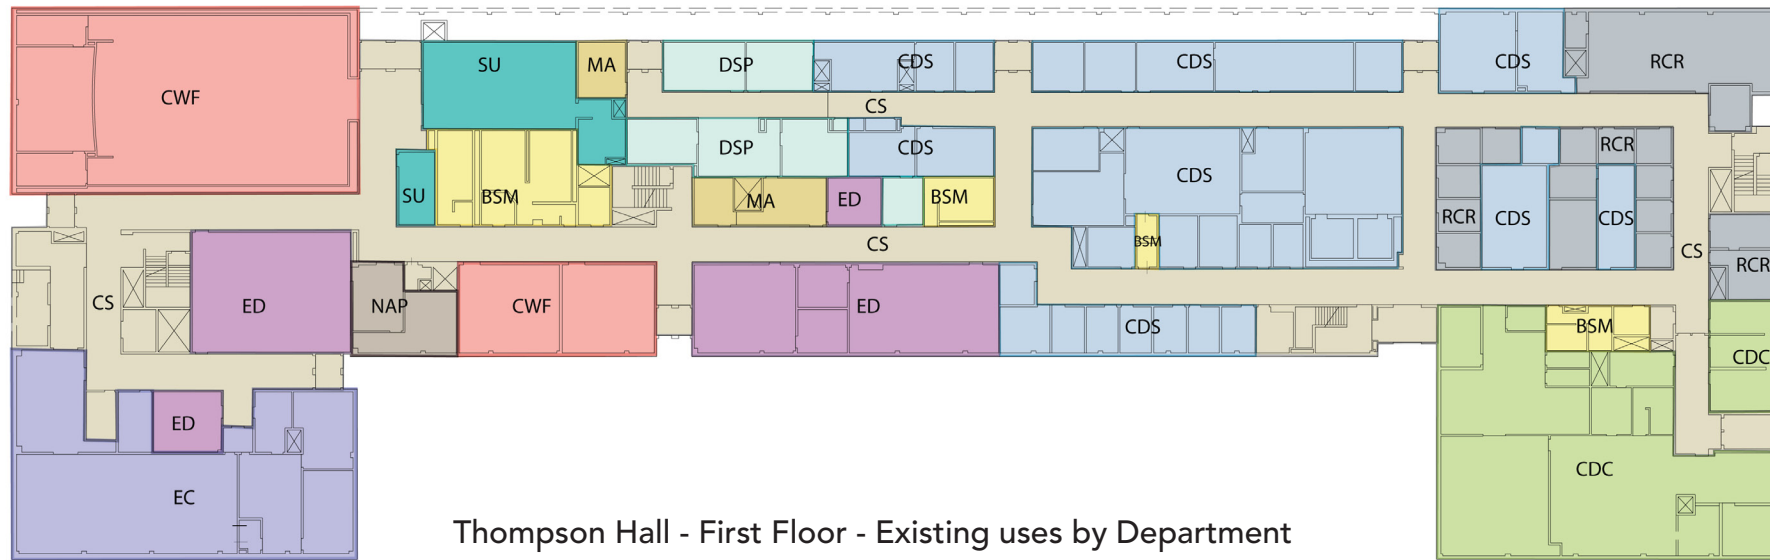 CWF
SU
MA
DSP
CDS
CDS
CDS
RCR
CS
DSP
CDS
CDS
RCR
SU
BSM
MA
ED
BSM
RCR
CDS
CDS
BSM
CS
CS
RCR
CS
ED
NAP
CWF
ED
CDS
BSM
CDC
ED
EC
CDC
Thompson Hall - First Floor - Existing uses by Department